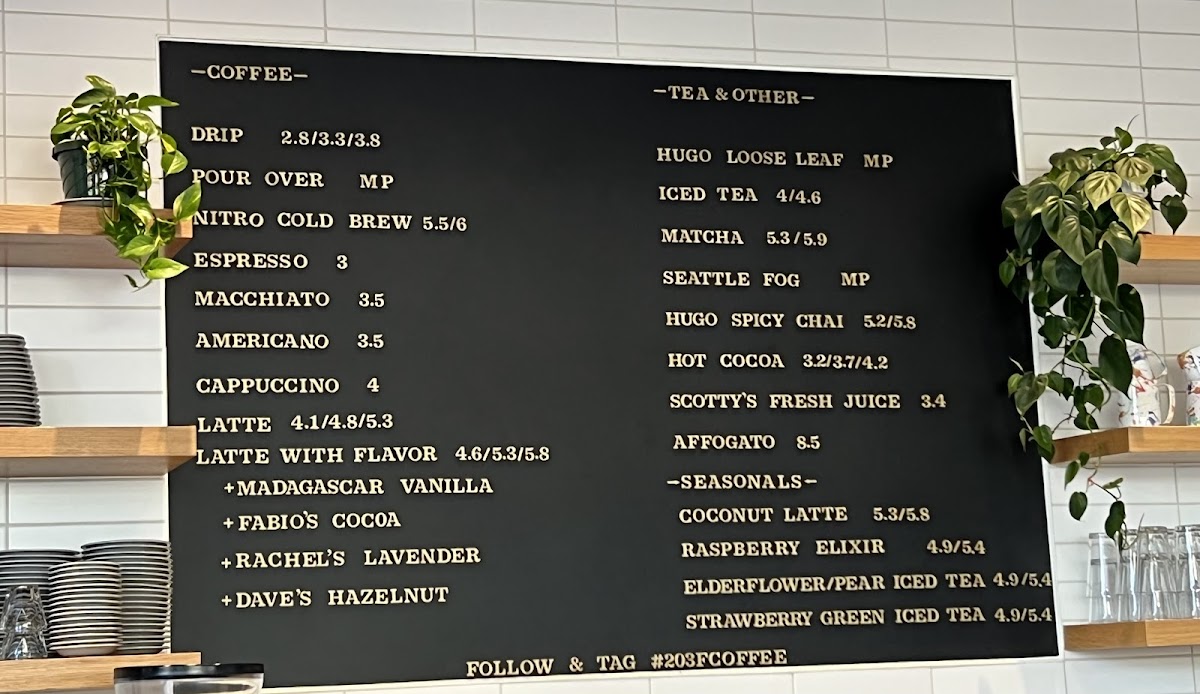 -COFFEE-
DRIP 2.8/3.3/3.8
POUR OVER MP
NITRO COLD BREW 5.5/6
ESPRESSO 3
MACCHIATO 3.5
AMERICANO 3.5
CAPPUCCINO 4
LATTE 4.1/4.8/5.3
LATTE WITH FLAVOR 4.6/5.3/5.8
+MADAGASCAR VANILLA
+FABIO'S COCOA
+RACHEL'S LAVENDER
+DAVE'S HAZELNUT
-TEA & OTHER-
HUGO LOOSE LEAF MP
ICED TEA 4/4.6
MATCHA 5.3/5.9
SEATTLE FOG MP
HUGO SPICY CHAI 5.2/5.8
HOT COCOA 3.2/3.7/4.2
SCOTTY'S FRESH JUICE 3.4
AFFOGATO 8.5
-SEASONALS-
COCONUT LATTE 5.3/5.8
RASPBERRY ELIXIR 4.9/5.4
ELDERFLOWER/PEAR ICED TEA 4.9/5.4
STRAWBERRY GREEN ICED TEA 4.9/5.4
FOLLOW & TAG #203FCOFFEE